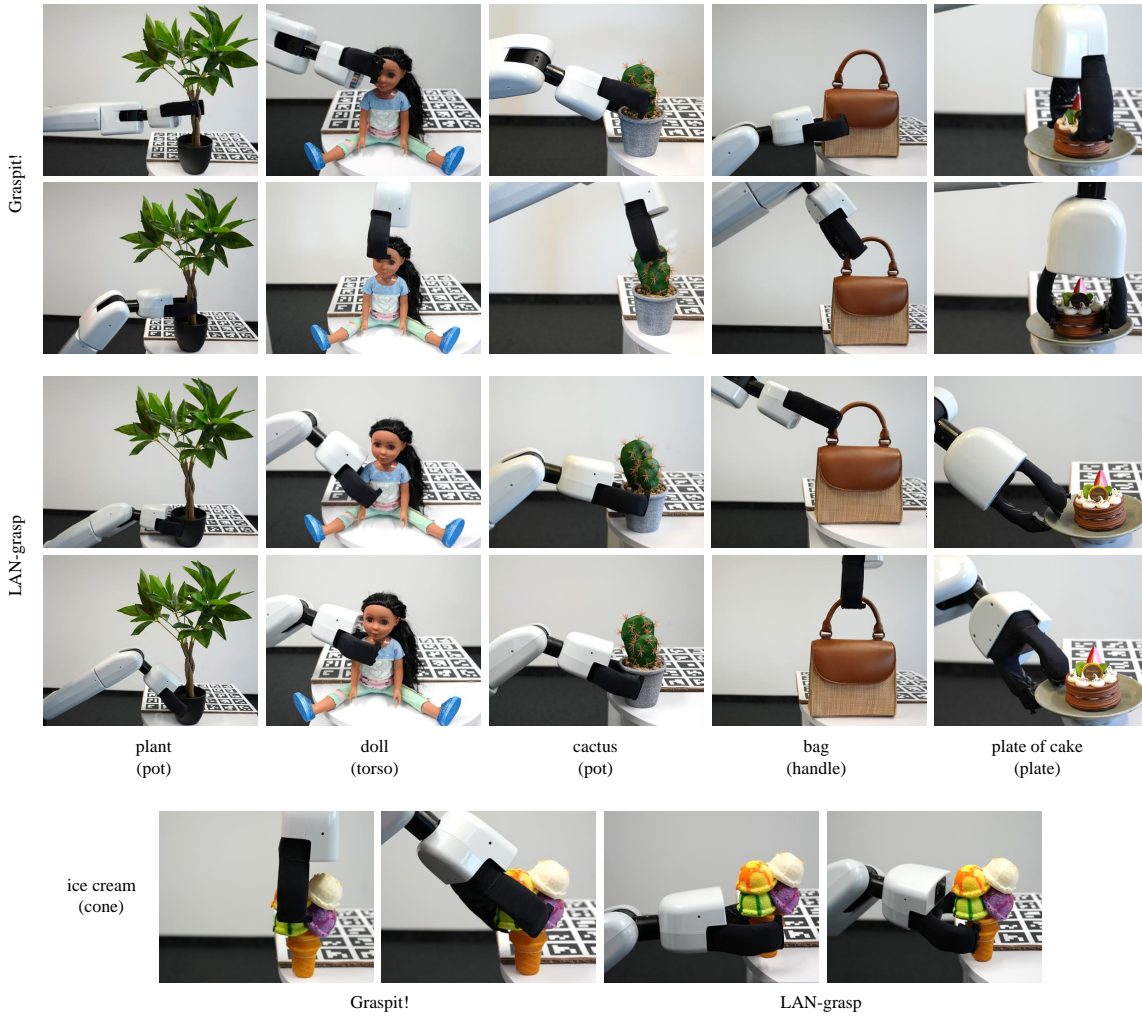 Graspit!
LAN-grasp
plant
(pot)
doll
(torso)
cactus
(pot)
bag
(handle)
plate of cake
(plate)
ice cream
(cone)
Graspit!
LAN-grasp